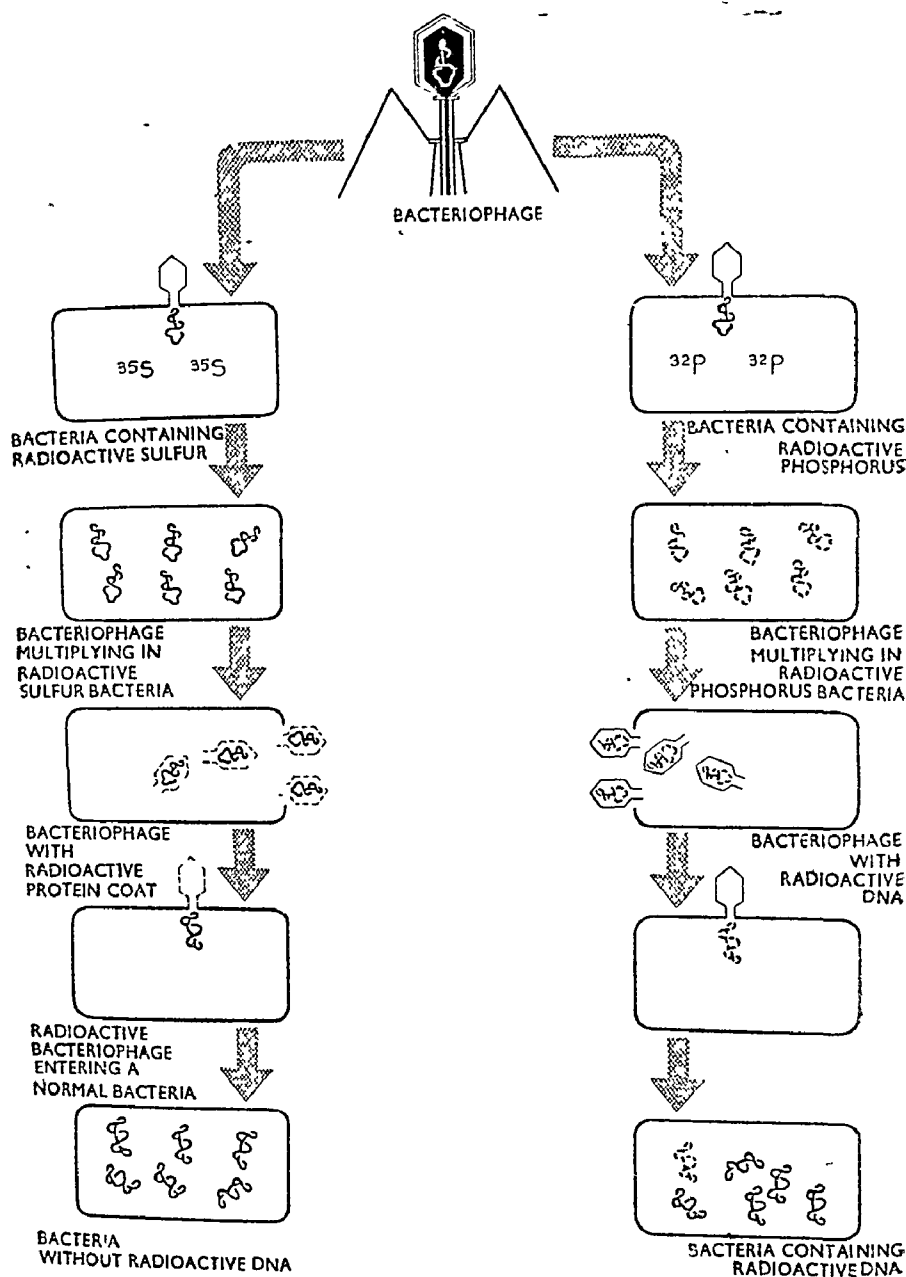 BACTERIOPHAGE
35S 35S
32P 32P
BACTERIA CONTAINING
RADIOACTIVE SULFUR
BACTERIA CONTAINING
RADIOACTIVE
PHOSPHORUS
BACTERIOPHAGE
MULTIPLYING IN
RADIOACTIVE
SULFUR BACTERIA
BACTERIOPHAGE
MULTIPLYING IN
RADIOACTIVE
PHOSPHORUS BACTERIA
BACTERIOPHAGE
WITH
RADIOACTIVE
PROTEIN COAT
BACTERIOPHAGE
WITH
RADIOACTIVE
DNA
RADIOACTIVE
BACTERIOPHAGE
ENTERING A
NORMAL BACTERIA
BACTERIA
WITHOUT RADIOACTIVE DNA
BACTERIA CONTAINING
RADIOACTIVE DNA